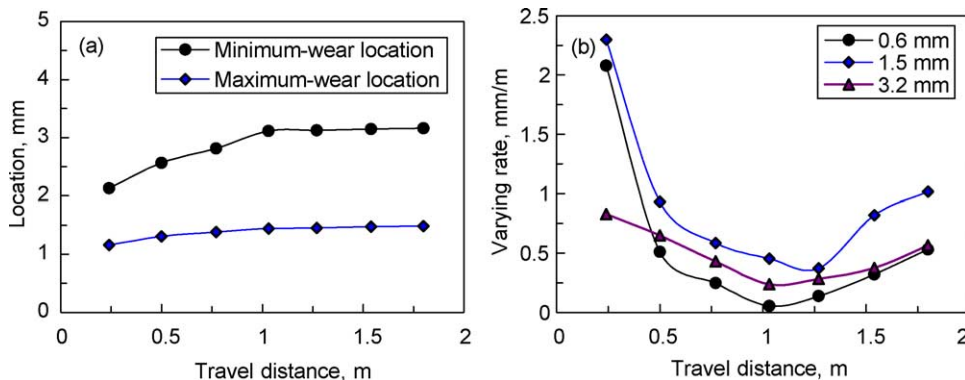 (a)
Minimum-wear location
Maximum-wear location
5
4
3
2
1
0
Location, mm
0 0.5 1 1.5 2
Travel distance, m
(b)
0.6 mm
1.5 mm
3.2 mm
2.5
2
1.5
1
0.5
0
Varying rate, mm/m
0 0.5 1 1.5 2
Travel distance, m